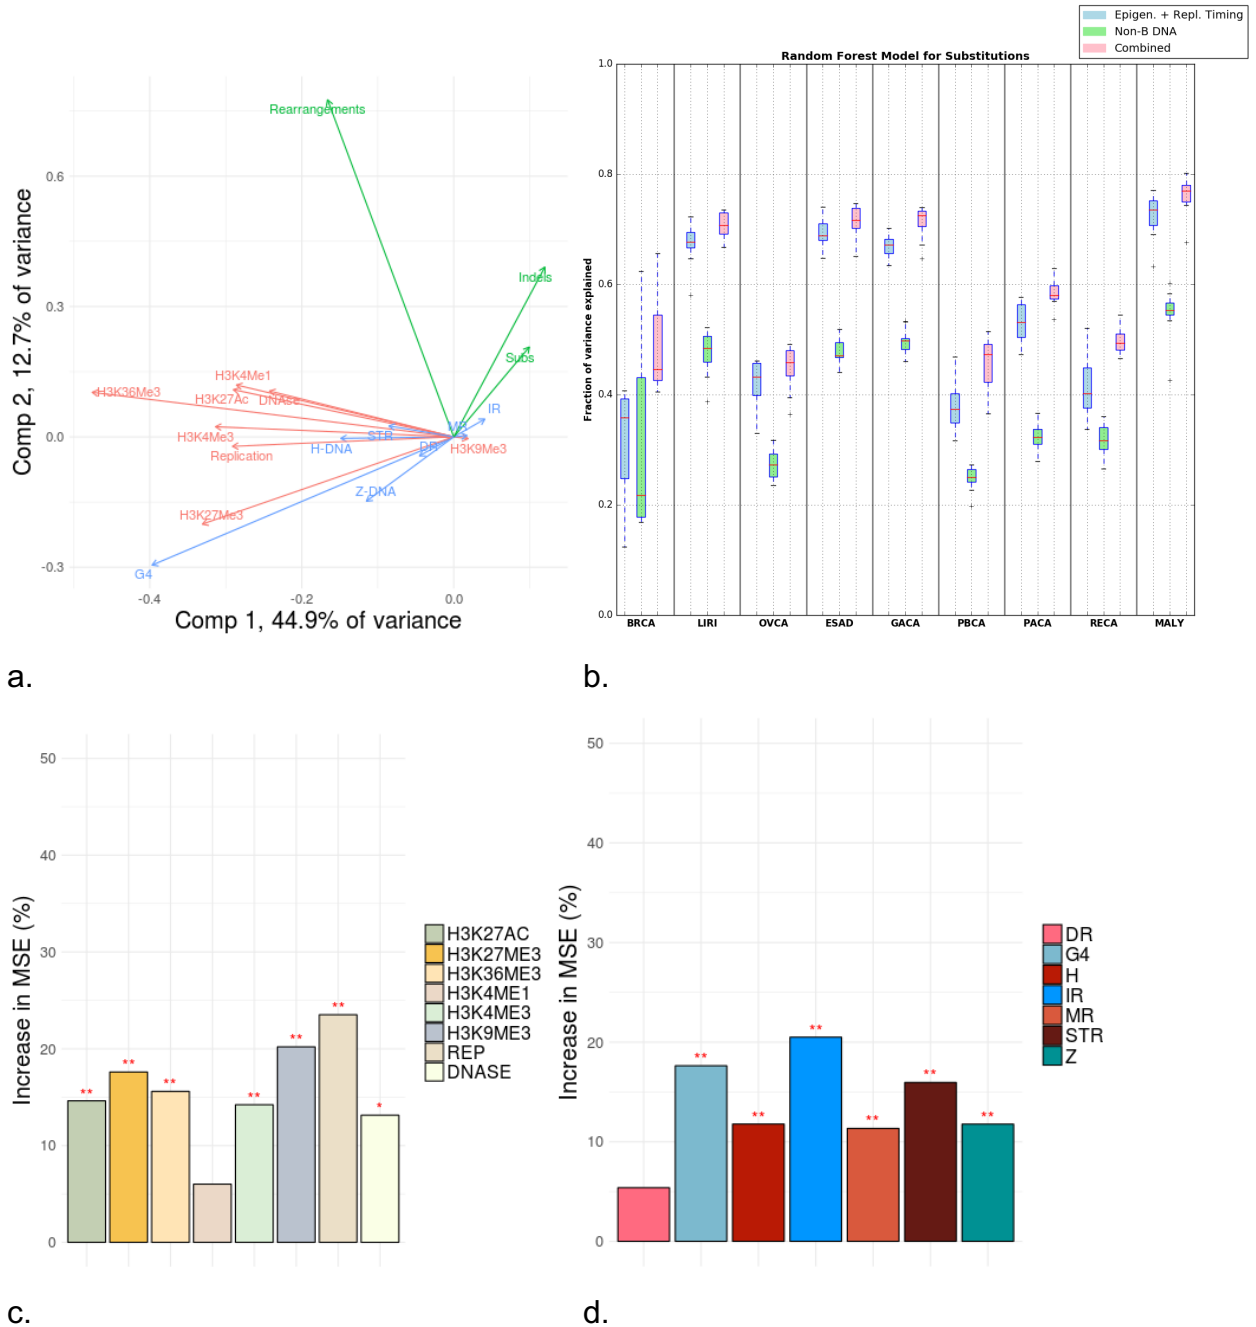 Epigen. + Repl. Timing
Non-B DNA
Combined
Rearrangements
Indels
Subs
IR
MR
H3K9Me3
DR
STR
H-DNA
Z-DNA
H3K4Me1
H3K36Me3
H3K27Ac
DNAse
H3K4Me3
Replication
H3K27Me3
G4
0.6
0.3
0.0
-0.3
-0.4
-0.2
0.0
Comp 1, 44.9% of variance
Comp 2, 12.7% of variance
a.
Random Forest Model for Substitutions
Fraction of variance explained
1.0
0.8
0.6
0.4
0.2
0.0
BRCA
LIRI
OVCA
ESAD
GACA
PBCA
PACA
RECA
MALY
b.
Increase in MSE (%)
50
40
30
20
10
0
**
**
**
**
**
**
*
H3K27AC
H3K27ME3
H3K36ME3
H3K4ME1
H3K4ME3
H3K9ME3
REP
DNASE
c.
Increase in MSE (%)
50
40
30
20
10
0
**
**
**
**
**
**
DR
G4
H
IR
MR
STR
Z
d.